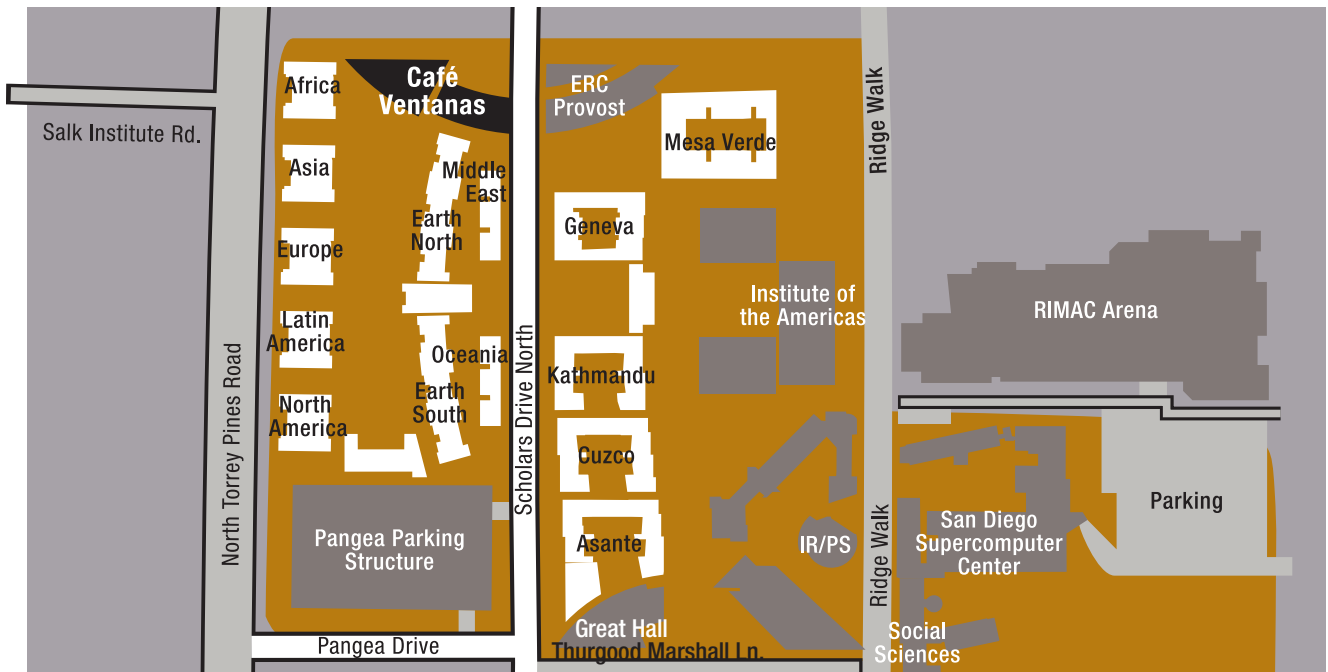 Africa
Café
Ventanas
ERC
Provost
Salk Institute Rd.
Mesa Verde
Ridge Walk
Asia
Middle
East
Earth
North
Geneva
Europe
Institute of
the Americas
RIMAC Arena
Latin
America
Oceania
Kathmandu
Earth
South
North
America
North Torrey Pines Road
Scholars Drive North
Cuzco
Parking
Pangea Parking
Structure
Asante
IR/PS
Ridge Walk
San Diego
Supercomputer
Center
Great Hall
Social
Sciences
Pangea Drive
Thurgood Marshall Ln.